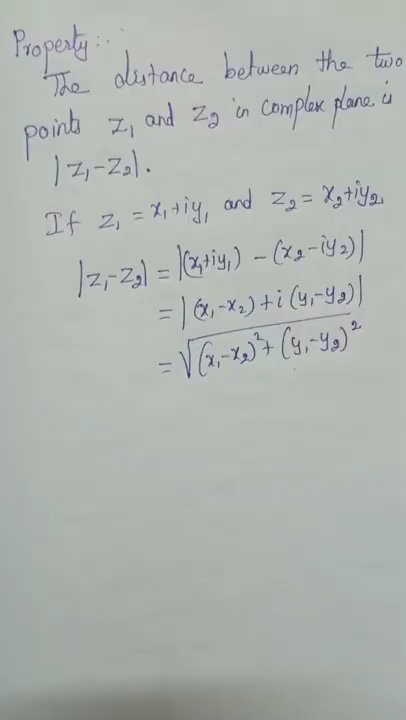 Property:-
The distance between the two
points z₁ and z₂ in complex plane is
|z₁-z₂|.
If z₁ = x₁+iy₁ and z₂ = x₂+iy₂
|z₁-z₂| = |(x₁+iy₁) - (x₂-iy₂)|
= |(x₁-x₂)+i(y₁-y₂)|
= √(x₁-x₂)²+(y₁-y₂)²